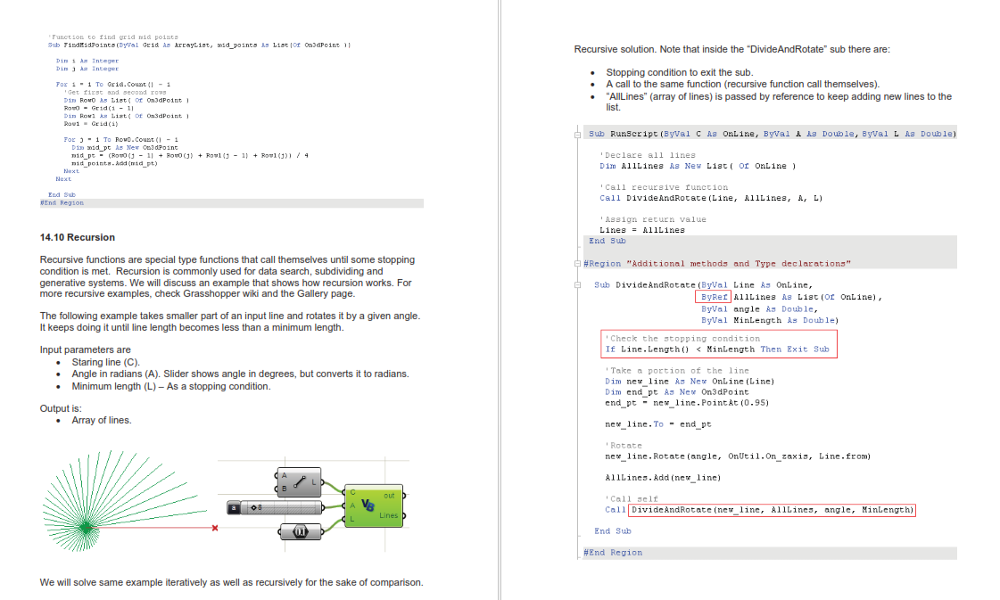 'Function to find grid mid points
Sub FindMidPoints(ByVal Grid As ArrayList, mid_points As List(Of On3dPoint ))
Dim i As Integer
Dim j As Integer
For i = 1 To Grid.Count() - 1
'Get first and second rows
Dim Row0 As List( Of On3dPoint )
Row0 = Grid(i - 1)
Dim Row1 As List( Of On3dPoint )
Row1 = Grid(i)
For j = 1 To Row0.Count() - 1
Dim mid_pt As New On3dPoint
mid_pt = (Row0(j - 1) + Row0(j) + Row1(j - 1) + Row1(j)) / 4
mid_points.Add(mid_pt)
Next
Next
End Sub
#End Region
14.10 Recursion
Recursive functions are special type functions that call themselves until some stopping
condition is met. Recursion is commonly used for data search, subdividing and
generative systems. We will discuss an example that shows how recursion works. For
more recursive examples, check Grasshopper wiki and the Gallery page.
The following example takes smaller part of an input line and rotates it by a given angle.
It keeps doing it until line length becomes less than a minimum length.
Input parameters are
• Staring line (C).
• Angle in radians (A). Slider shows angle in degrees, but converts it to radians.
• Minimum length (L) – As a stopping condition.
Output is:
• Array of lines.
A
B
L
S
8
0.1
C
A
L
VB
out
Lines
We will solve same example iteratively as well as recursively for the sake of comparison.
Recursive solution. Note that inside the “DivideAndRotate” sub there are:
• Stopping condition to exit the sub.
• A call to the same function (recursive function call themselves).
• “AllLines” (array of lines) is passed by reference to keep adding new lines to the
list.
Sub RunScript(ByVal C As OnLine, ByVal A As Double, ByVal L As Double)
'Declare all lines
Dim AllLines As New List( Of OnLine )
'Call recursive function
Call DivideAndRotate(Line, AllLines, A, L)
'Assign return value
Lines = AllLines
End Sub
#Region "Additional methods and Type declarations"
Sub DivideAndRotate(ByVal Line As OnLine,
ByRef AllLines As List(Of OnLine),
ByVal angle As Double,
ByVal MinLength As Double)
'Check the stopping condition
If Line.Length() < MinLength Then Exit Sub
'Take a portion of the line
Dim new_line As New OnLine(Line)
Dim end_pt As New On3dPoint
end_pt = new_line.PointAt(0.95)
new_line.To = end_pt
'Rotate
new_line.Rotate(angle, OnUtil.On_zaxis, Line.from)
AllLines.Add(new_line)
'Call self
Call DivideAndRotate(new_line, AllLines, angle, MinLength)
End Sub
#End Region